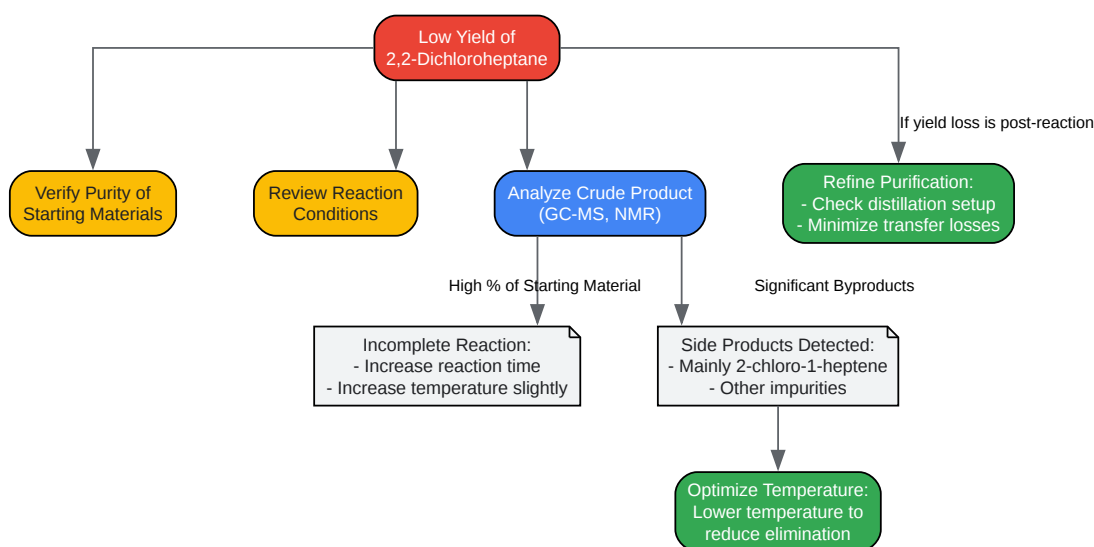 Low Yield of
2,2-Dichloroheptane
If yield loss is post-reaction
Verify Purity of
Starting Materials
Review Reaction
Conditions
Analyze Crude Product
(GC-MS, NMR)
Refine Purification:
- Check distillation setup
- Minimize transfer losses
High % of Starting Material
Significant Byproducts
Incomplete Reaction:
- Increase reaction time
- Increase temperature slightly
Side Products Detected:
- Mainly 2-chloro-1-heptene
- Other impurities
Optimize Temperature:
Lower temperature to
reduce elimination